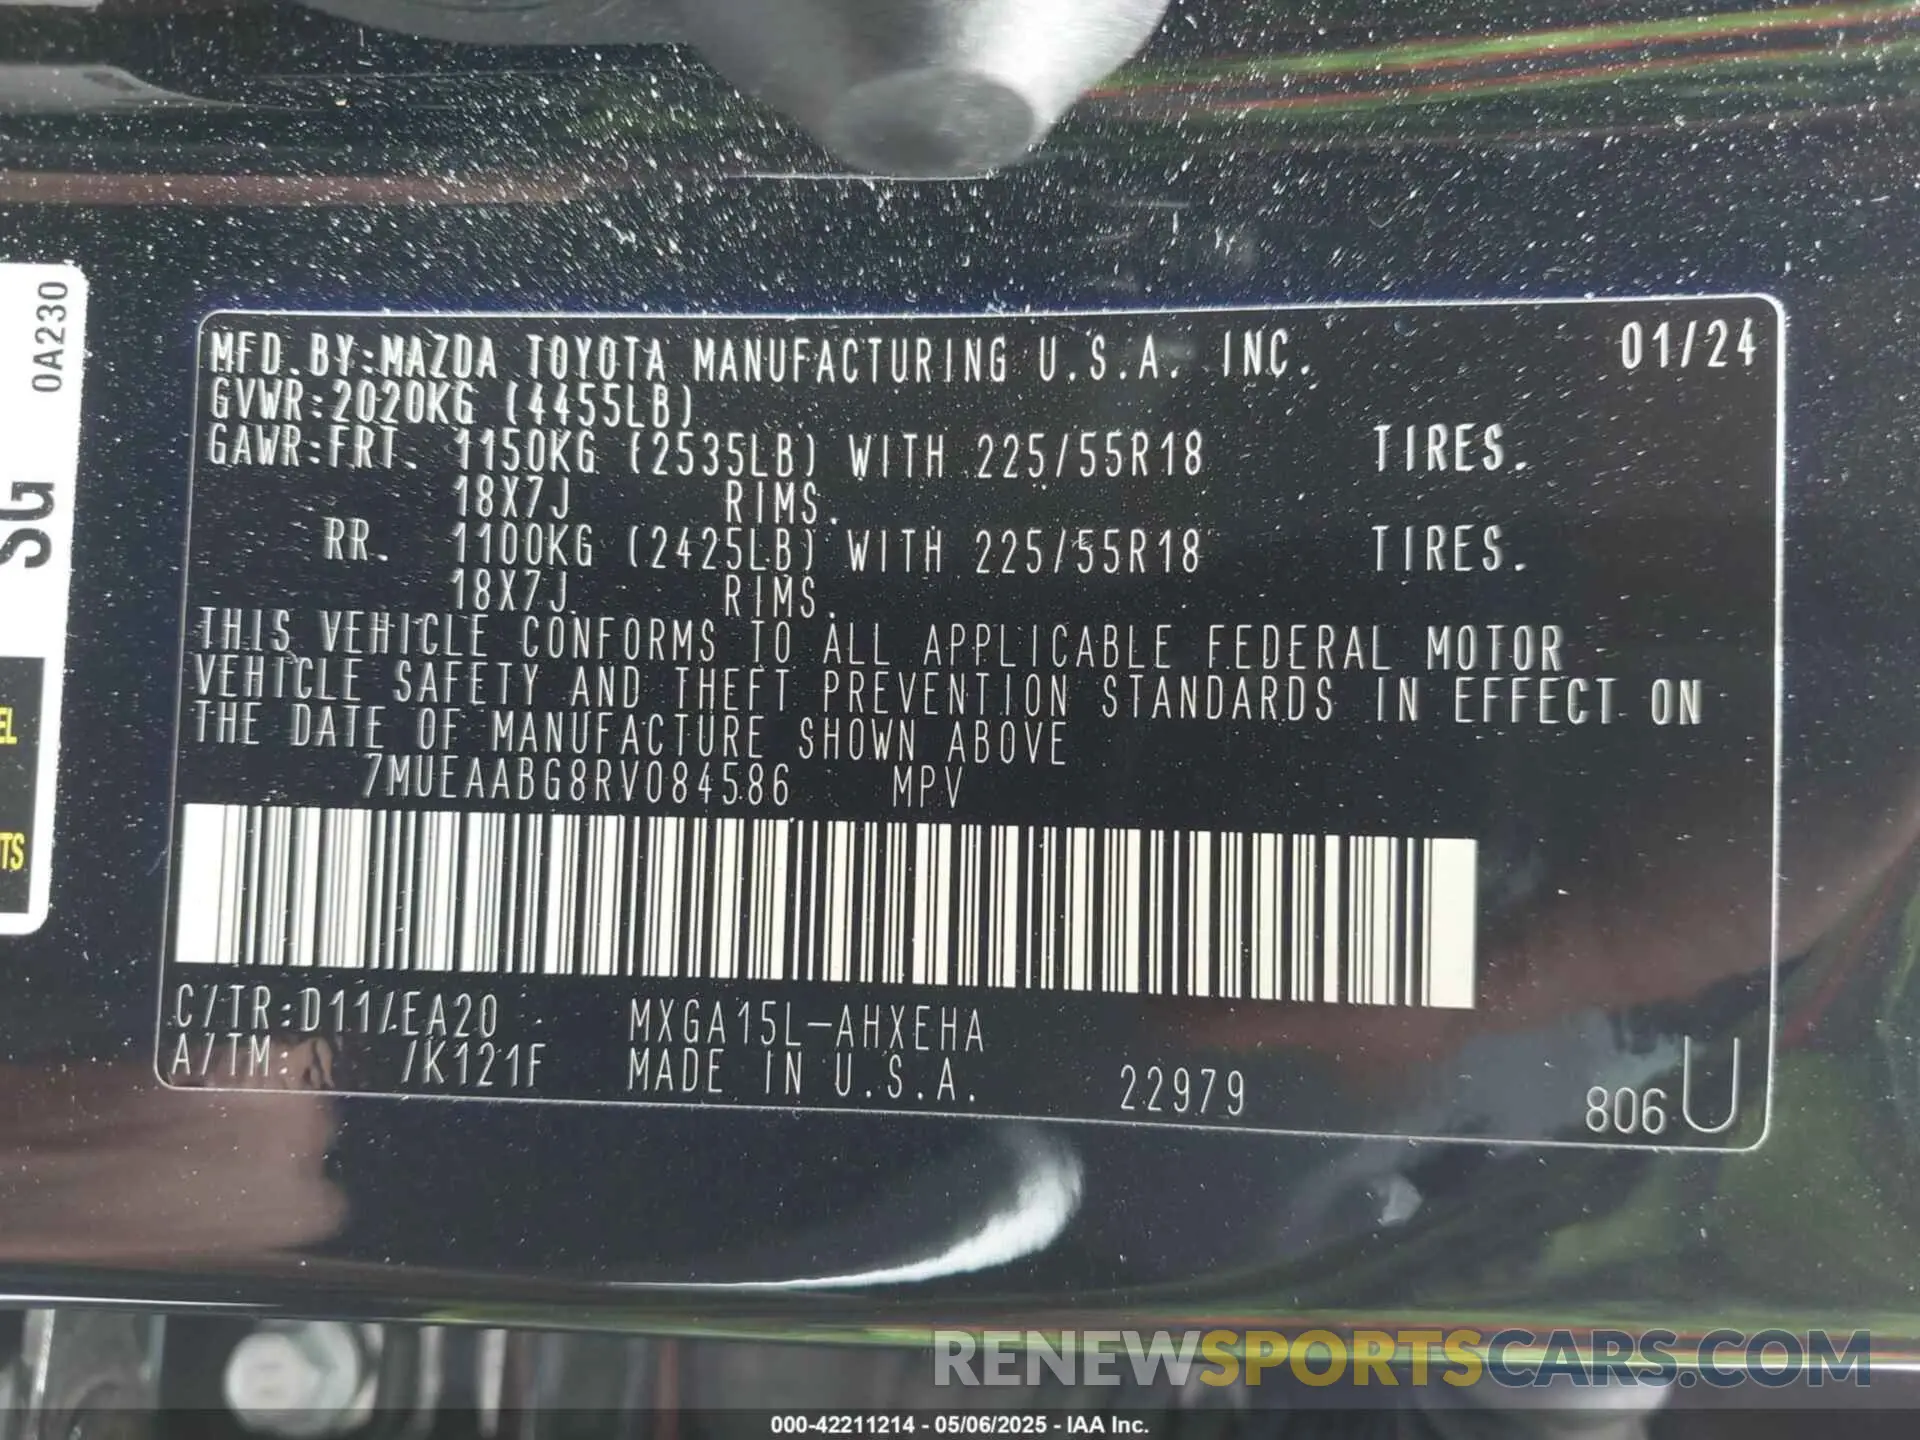 0A230
SG
EL
TS
MFD.BY:MAZDA TOYOTA MANUFACTURING U.S.A. INC. 01/24
GVWR:2020KG (4455LB)
GAWR:FRT. 1150KG (2535LB) WITH 225/55R18 TIRES.
18X7J RIMS.
RR. 1100KG (2425LB) WITH 225/55R18 TIRES.
18X7J RIMS.
THIS VEHICLE CONFORMS TO ALL APPLICABLE FEDERAL MOTOR
VEHICLE SAFETY AND THEFT PREVENTION STANDARDS IN EFFECT ON
THE DATE OF MANUFACTURE SHOWN ABOVE
7MUEAABG8RV084586 MPV
C/TR:D11/EA20 MXGA15L-AHXEHA
A/TM: /K121F MADE IN U.S.A. 22979 806 U
RENEWSPORTSCARS.COM
000-42211214 - 05/06/2025 - IAA Inc.